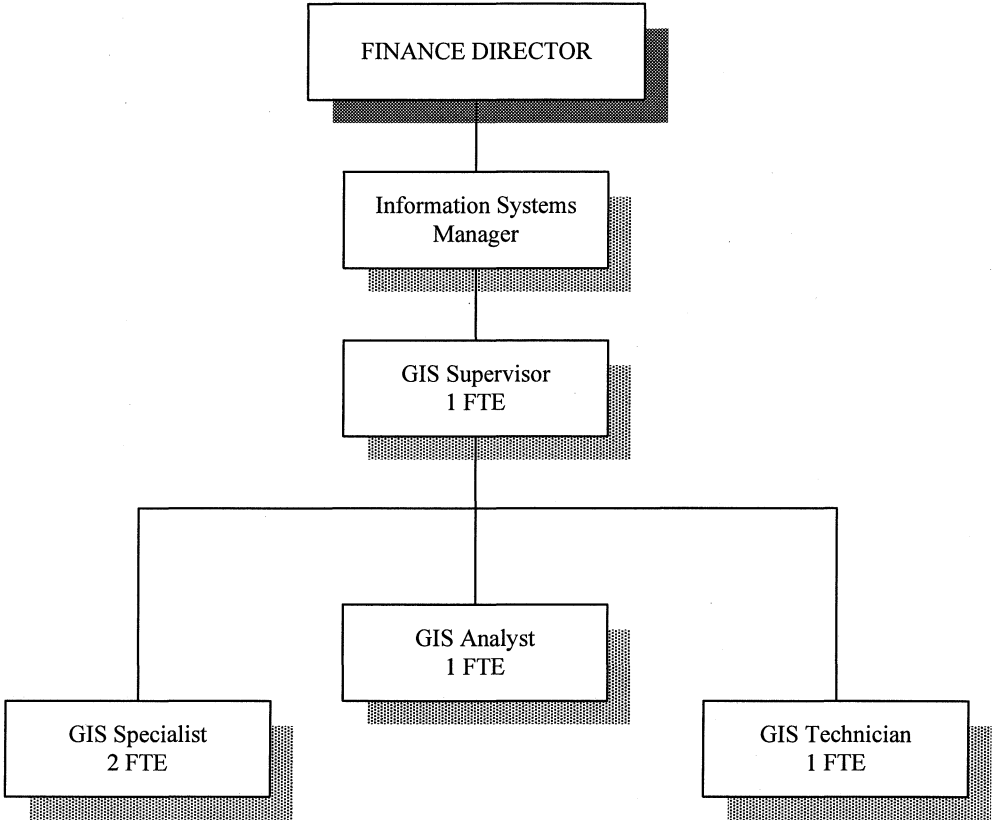 FINANCE DIRECTOR
Information Systems
Manager
GIS Supervisor
1 FTE
GIS Analyst
1 FTE
GIS Specialist
2 FTE
GIS Technician
1 FTE